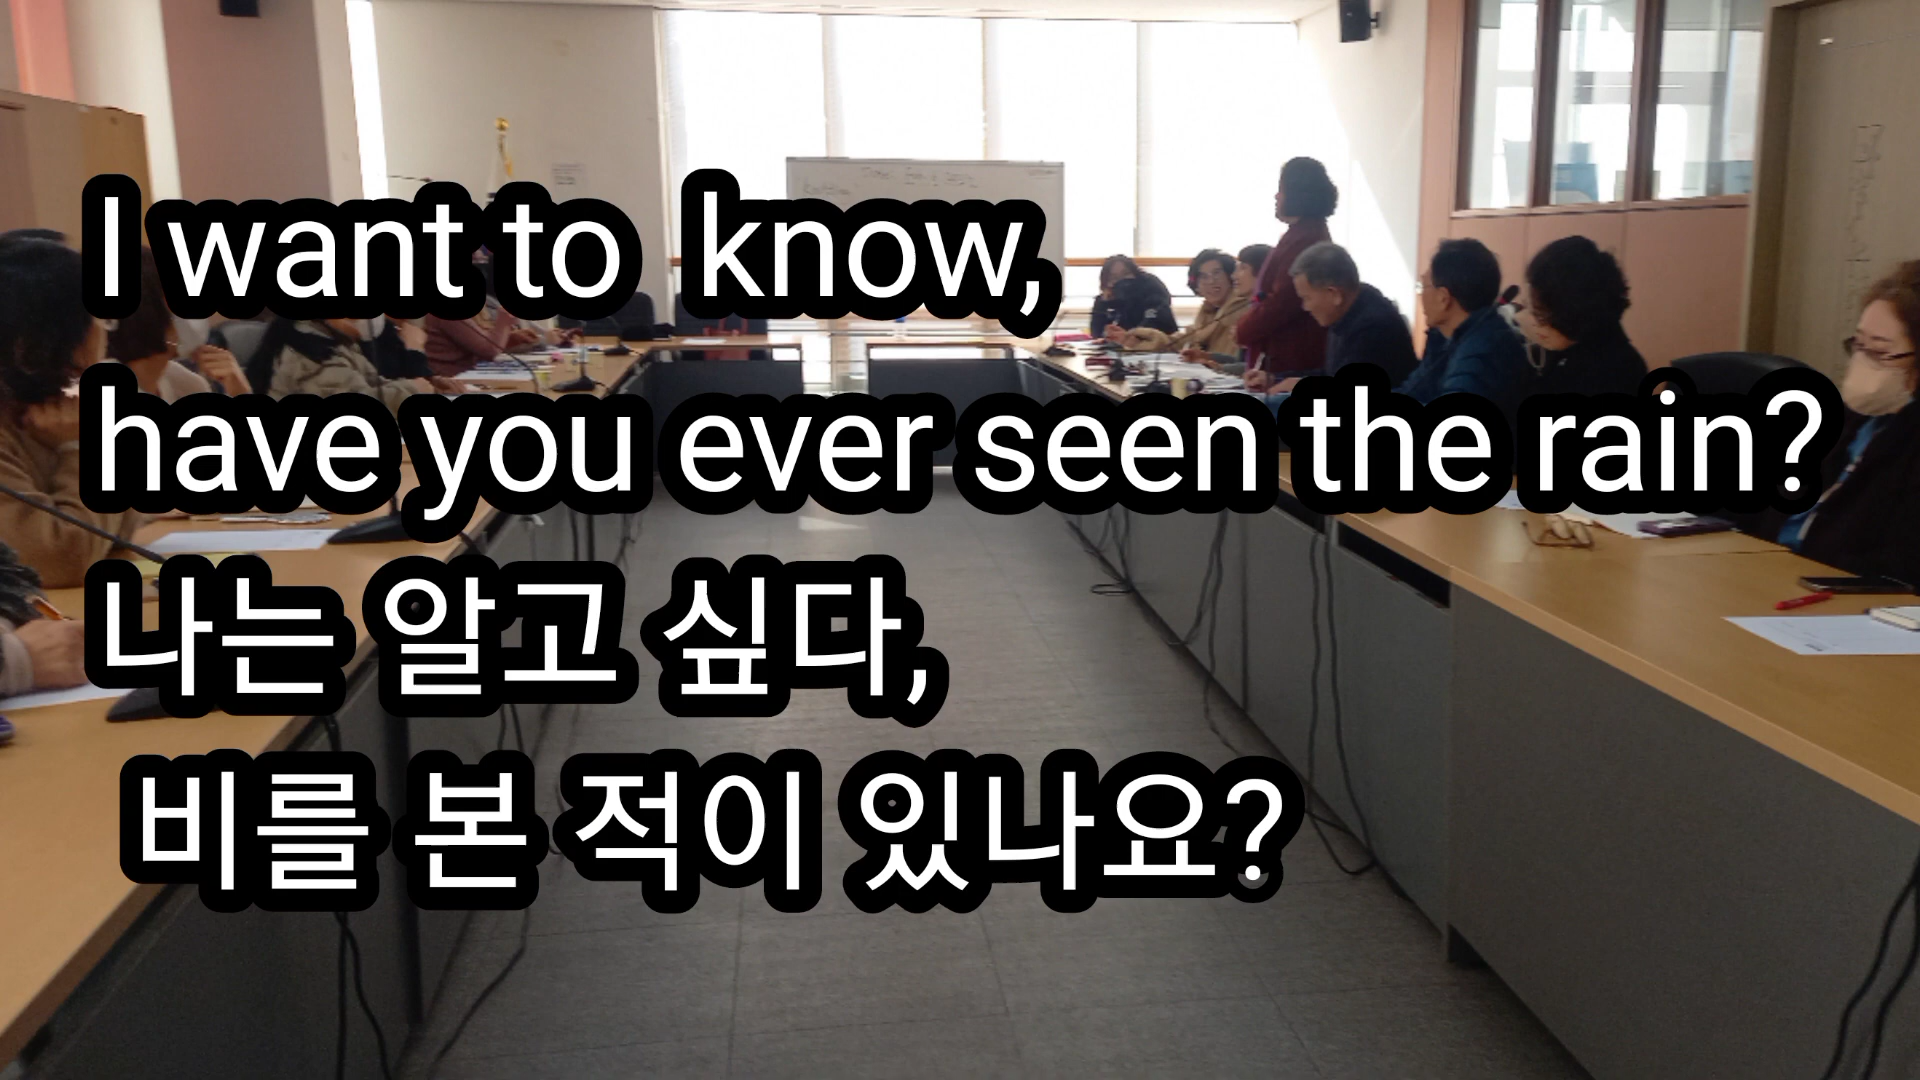 I want to  know,
have you ever seen the rain?
나는 알고 싶다,
비를 본 적이 있나요?